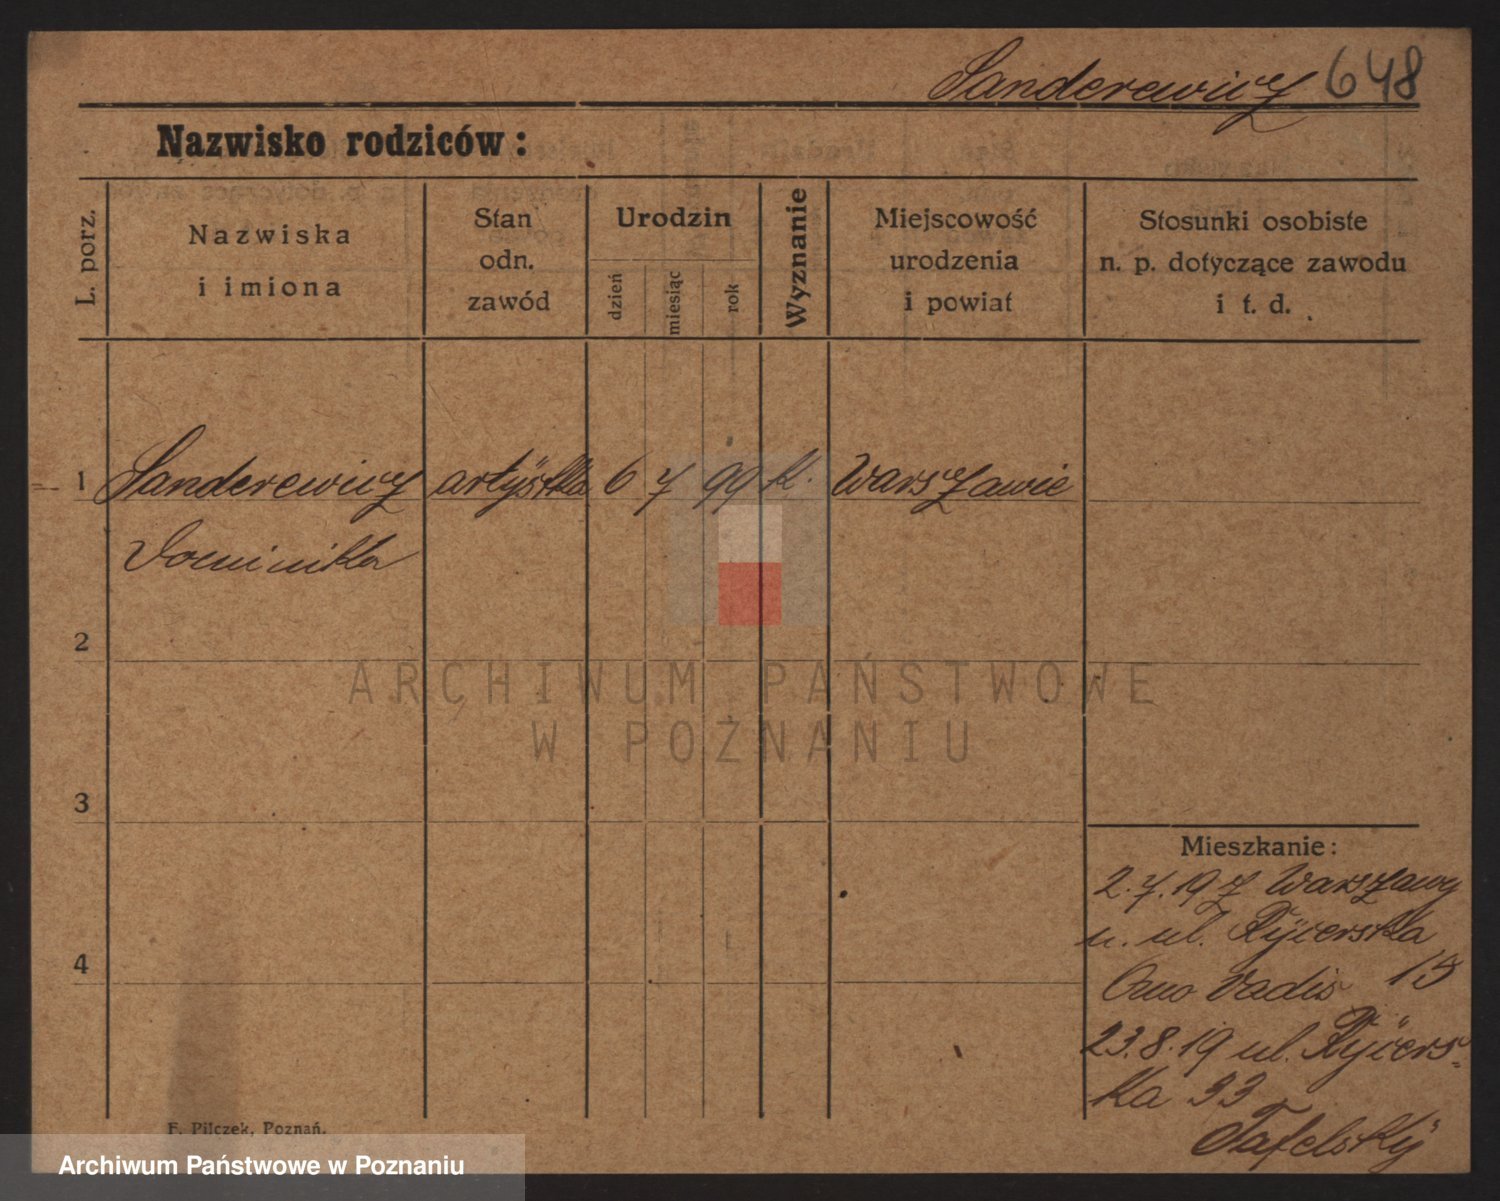 Sanderewicz 648
Nazwisko rodziców:
L. porz.
Nazwiska
i imiona
Stan
odn.
zawód
Urodzin
dzień
miesiąc
rok
Wyznanie
Miejscowość
urodzenia
i powiat
Stosunki osobiste
n. p. dotyczące zawodu
i t. d.
1 Sanderewicz artystka 6 7 99 k. Warszawie
Dominika
2
ARCHIWUM PAŃSTWOWE
W POZNANIU
3
Mieszkanie:
2.7.19 z Warszawy
n. ul. Rycerska
Quo Vadis 15
4
23.8.19 ul. Rycers-
ka 33
Tafelsky
F. Pilczek, Poznań.
Archiwum Państwowe w Poznaniu